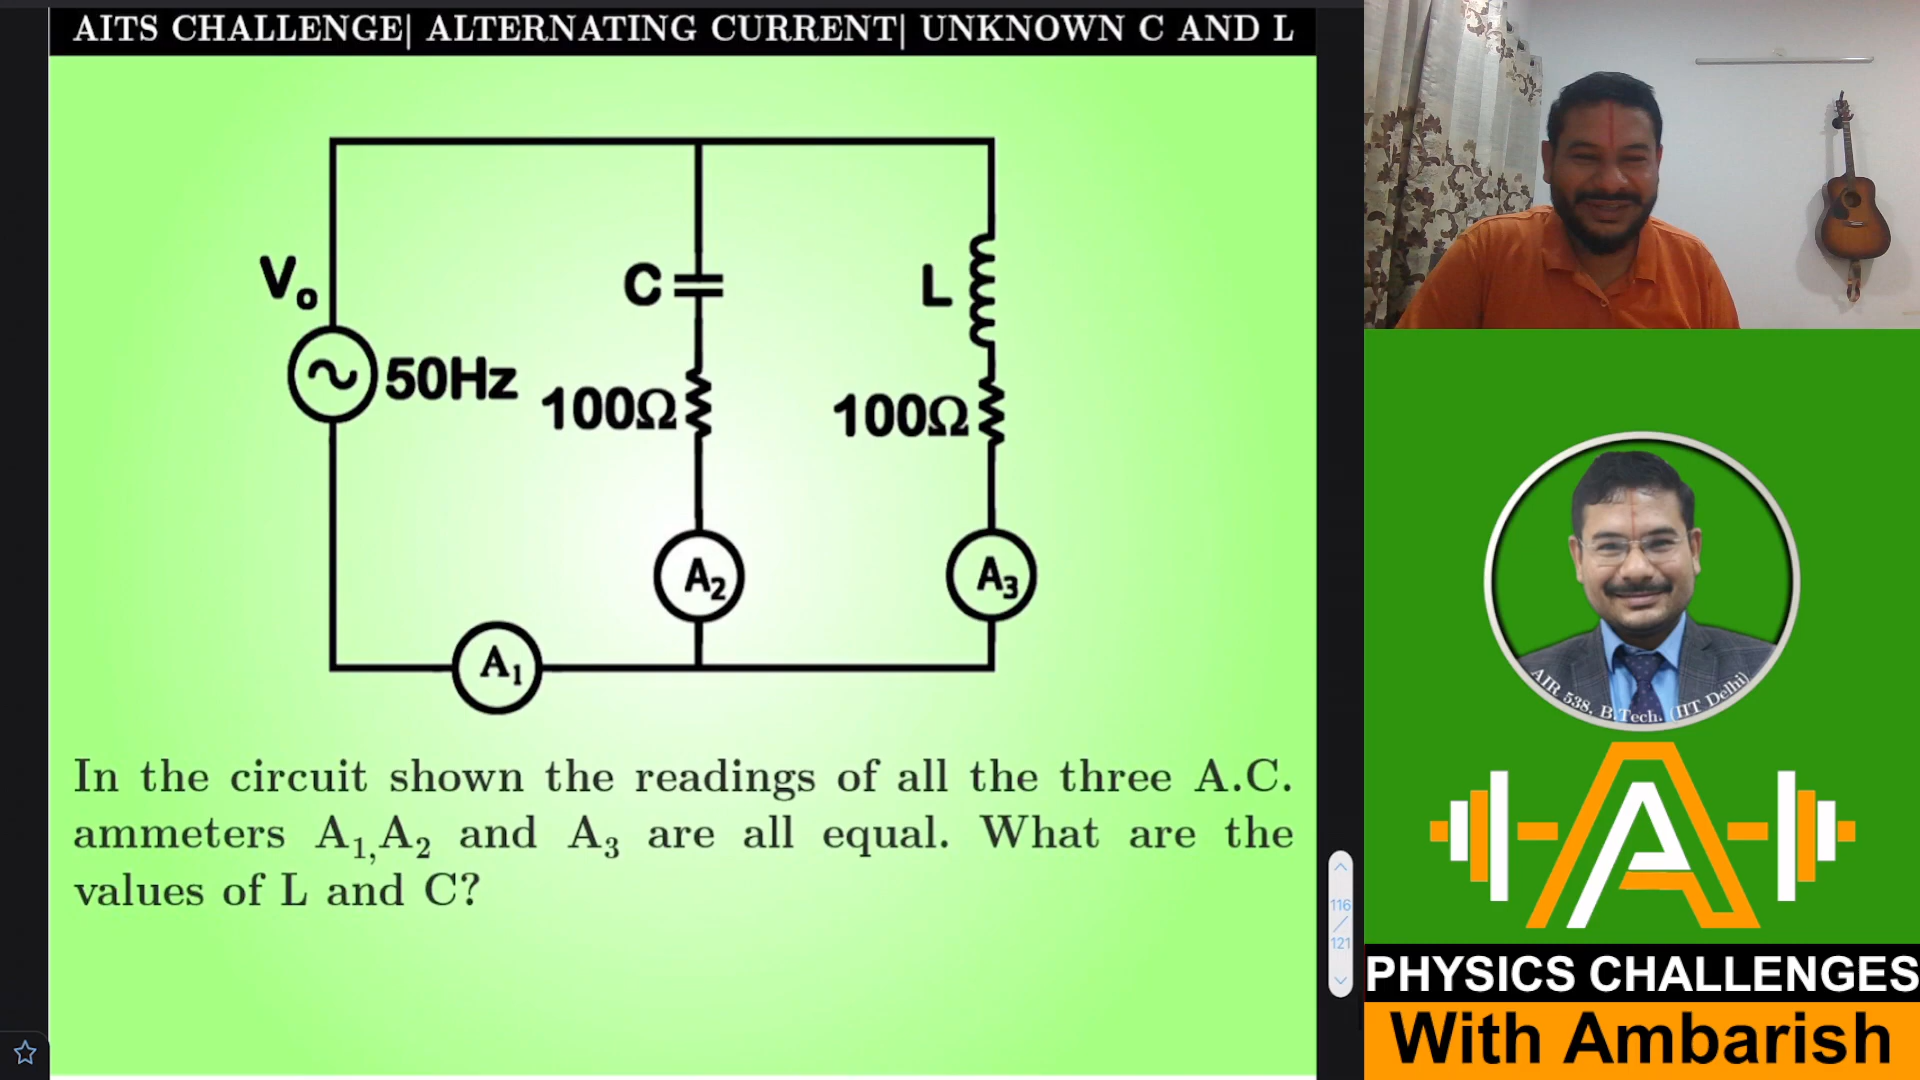 AITS CHALLENGE| ALTERNATING CURRENT| UNKNOWN C AND L
V₀
50Hz
C
100Ω
L
100Ω
A₂
A₃
A₁
In the circuit shown the readings of all the three A.C.
ammeters A₁,A₂ and A₃ are all equal. What are the
values of L and C?
116
/
121
AIR 538, B.Tech. (IIT Delhi)
A
PHYSICS CHALLENGES
With Ambarish